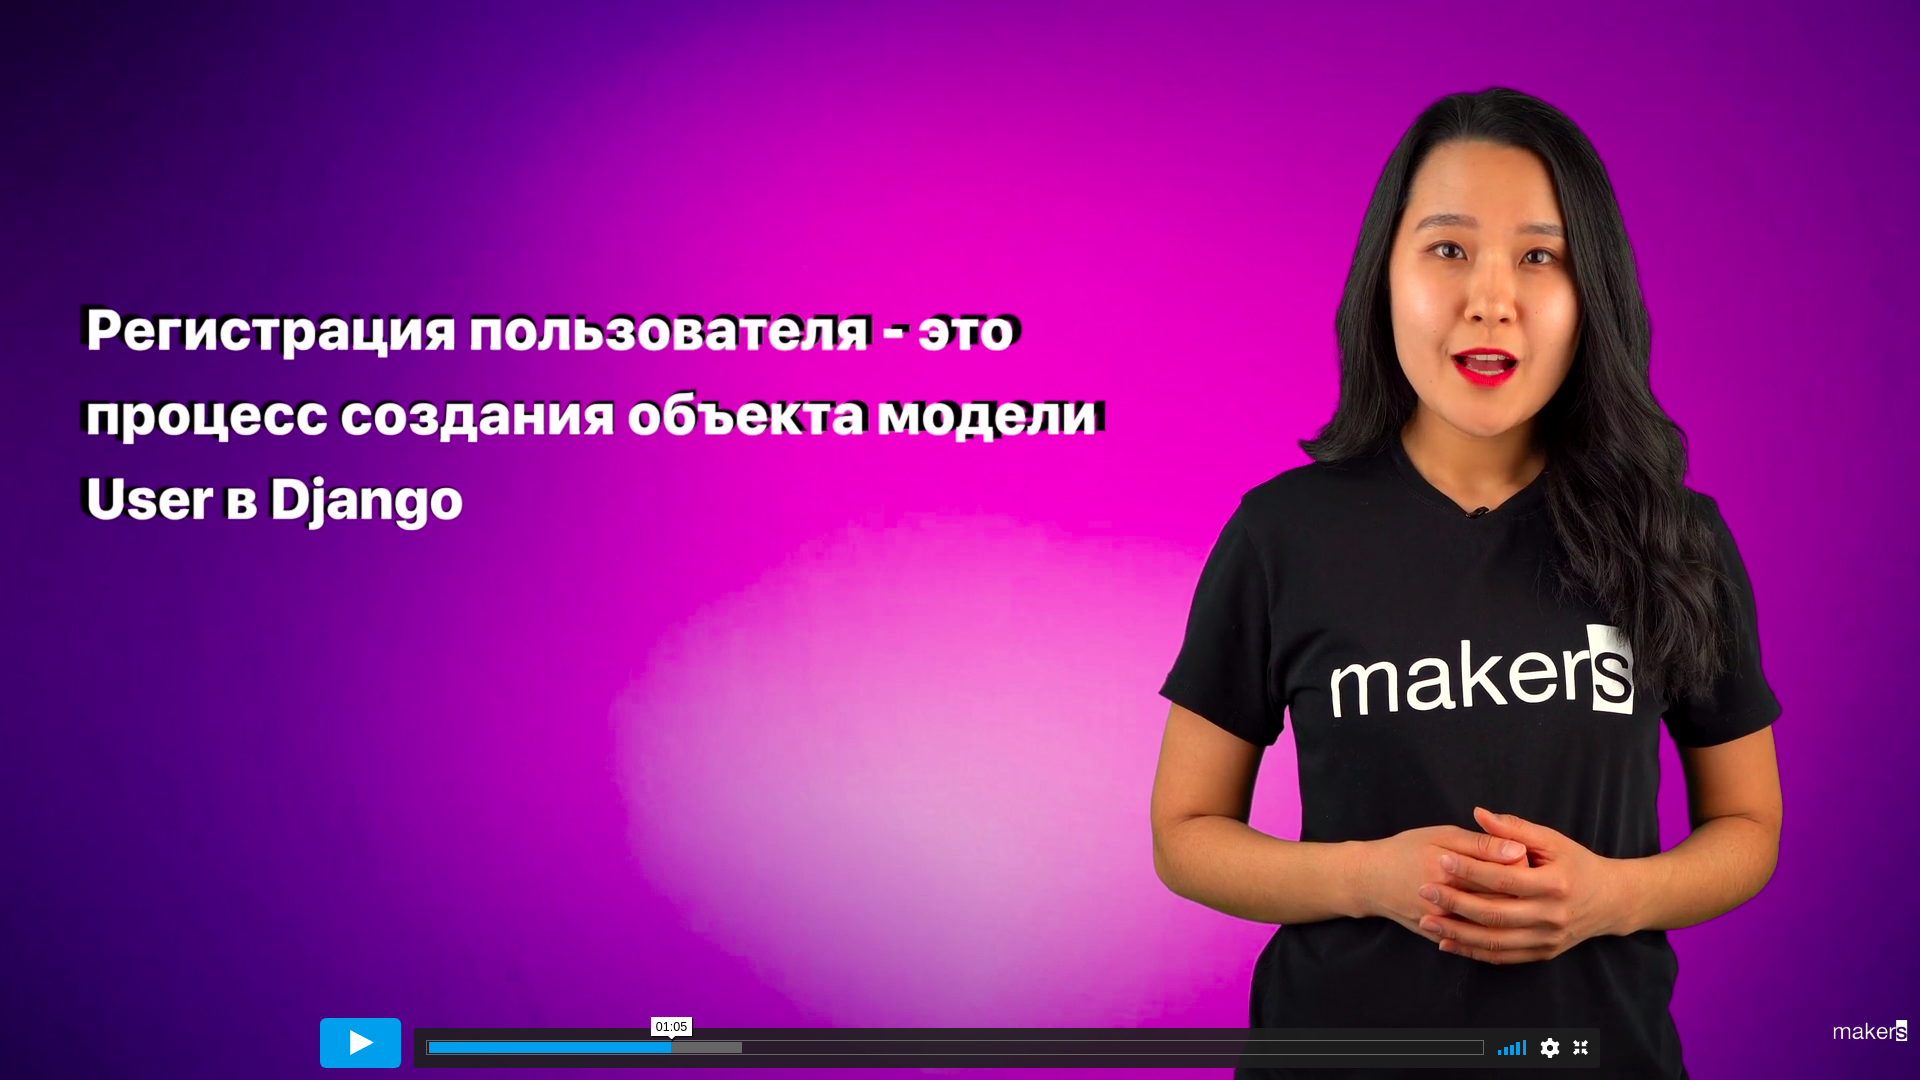 Регистрация пользователя - это
процесс создания объекта модели
User в Django
makers
01:05
makers